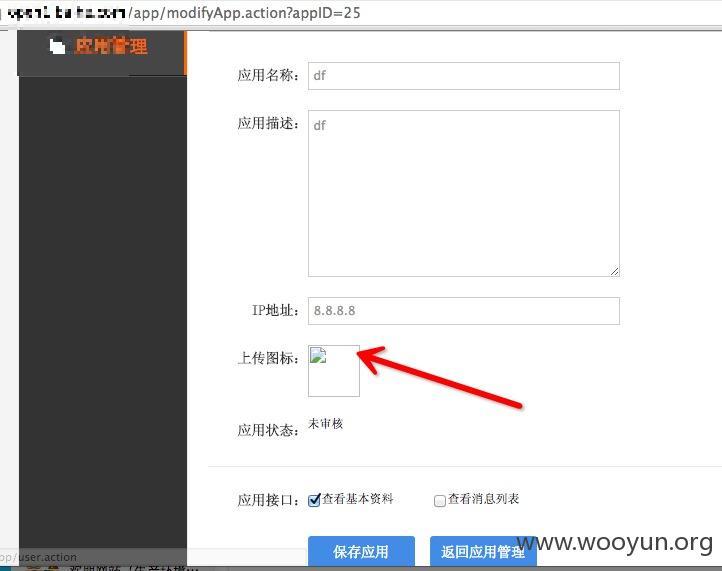 /app/modifyApp.action?appID=25
应用管理
应用名称：
df
应用描述：
df
IP地址：
8.8.8.8
上传图标：
应用状态：
未审核
应用接口：
查看基本资料
查看消息列表
保存应用
返回应用管理
www.wooyun.org
pp/user.action